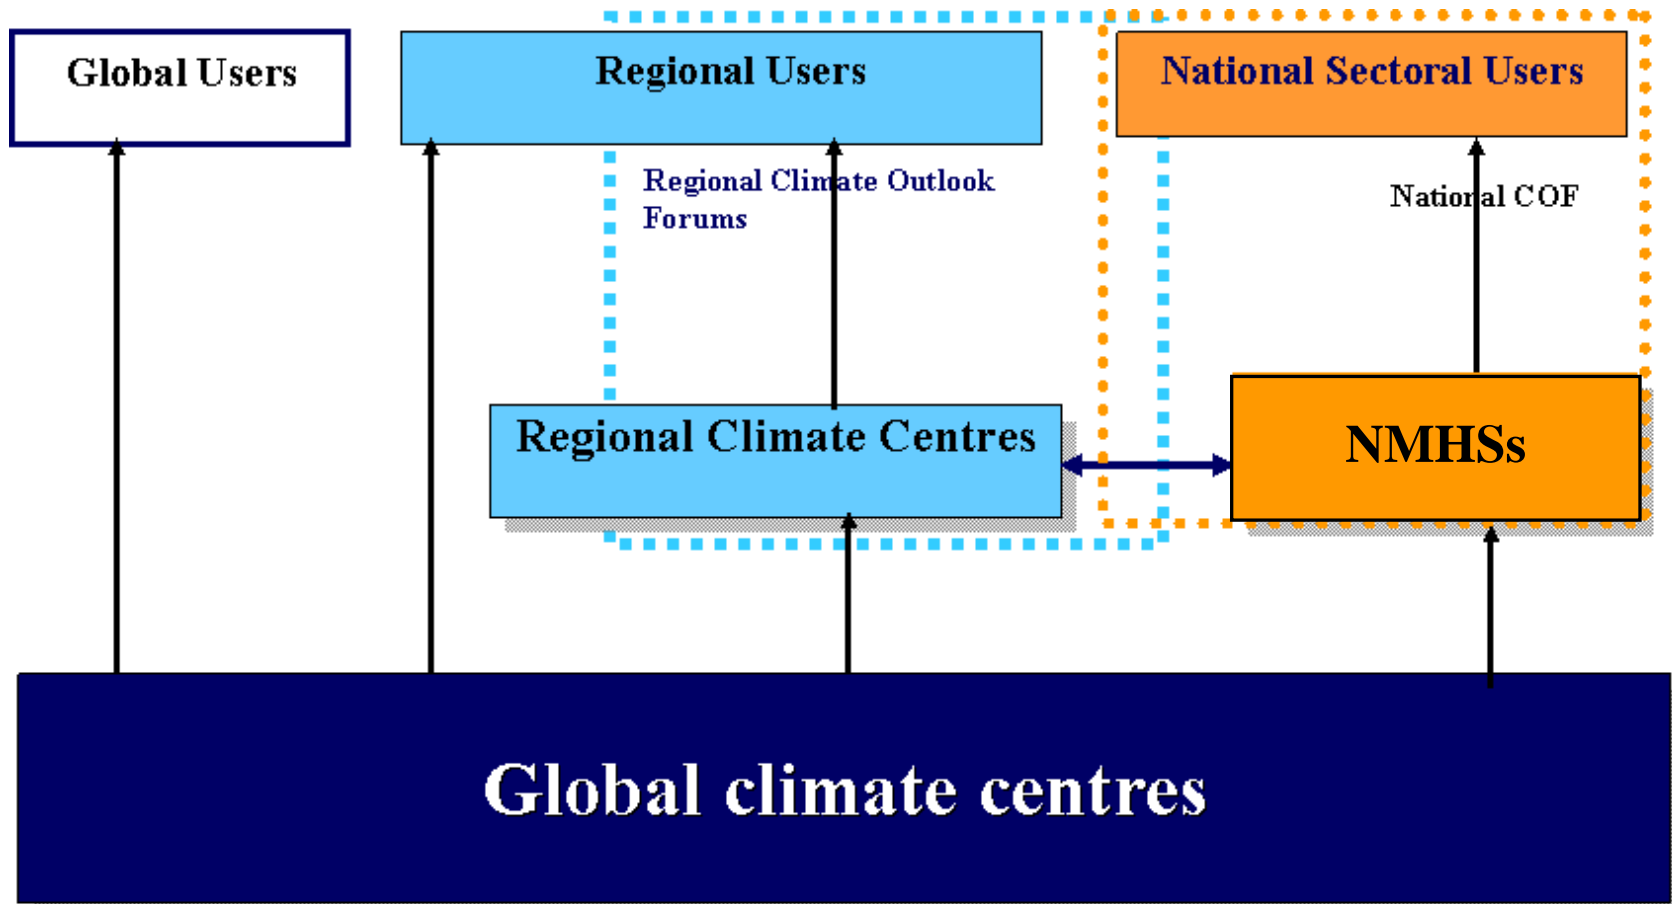 Global Users
Regional Users
National Sectoral Users
Regional Climate Outlook
Forums
National COF
Regional Climate Centres
NMHSs
Global climate centres